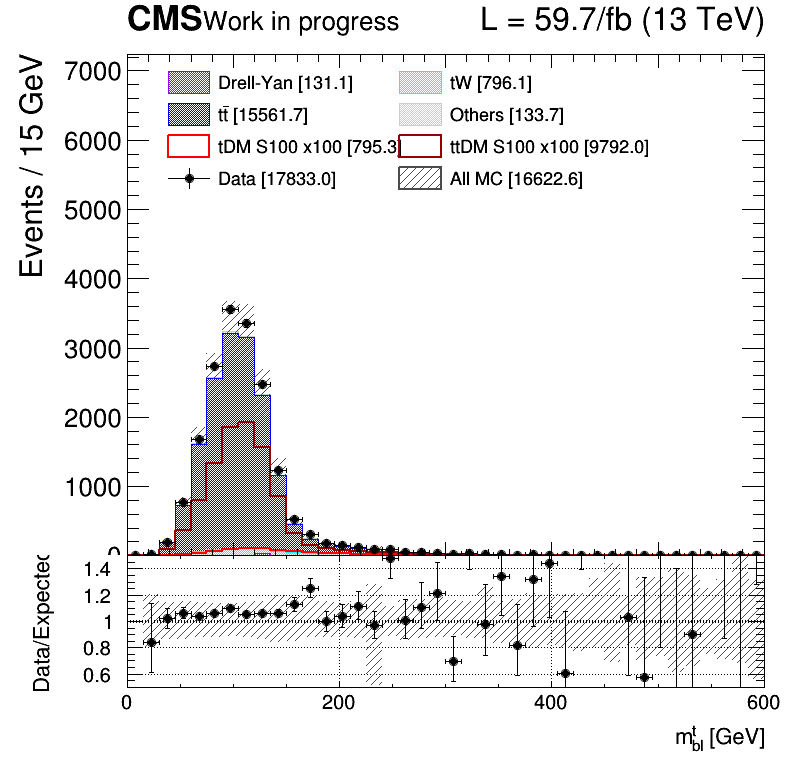 CMS Work in progress L = 59.7/fb (13 TeV)
Events / 15 GeV
7000
6000
5000
4000
3000
2000
1000
0
Drell-Yan [131.1] tW [796.1]
tt̄ [15561.7] Others [133.7]
tDM S100 x100 [795.3] ttDM S100 x100 [9792.0]
Data [17833.0] All MC [16622.6]
Data/Expected
1.4
1.2
1
0.8
0.6
0 200 400 600
m^t_bl [GeV]